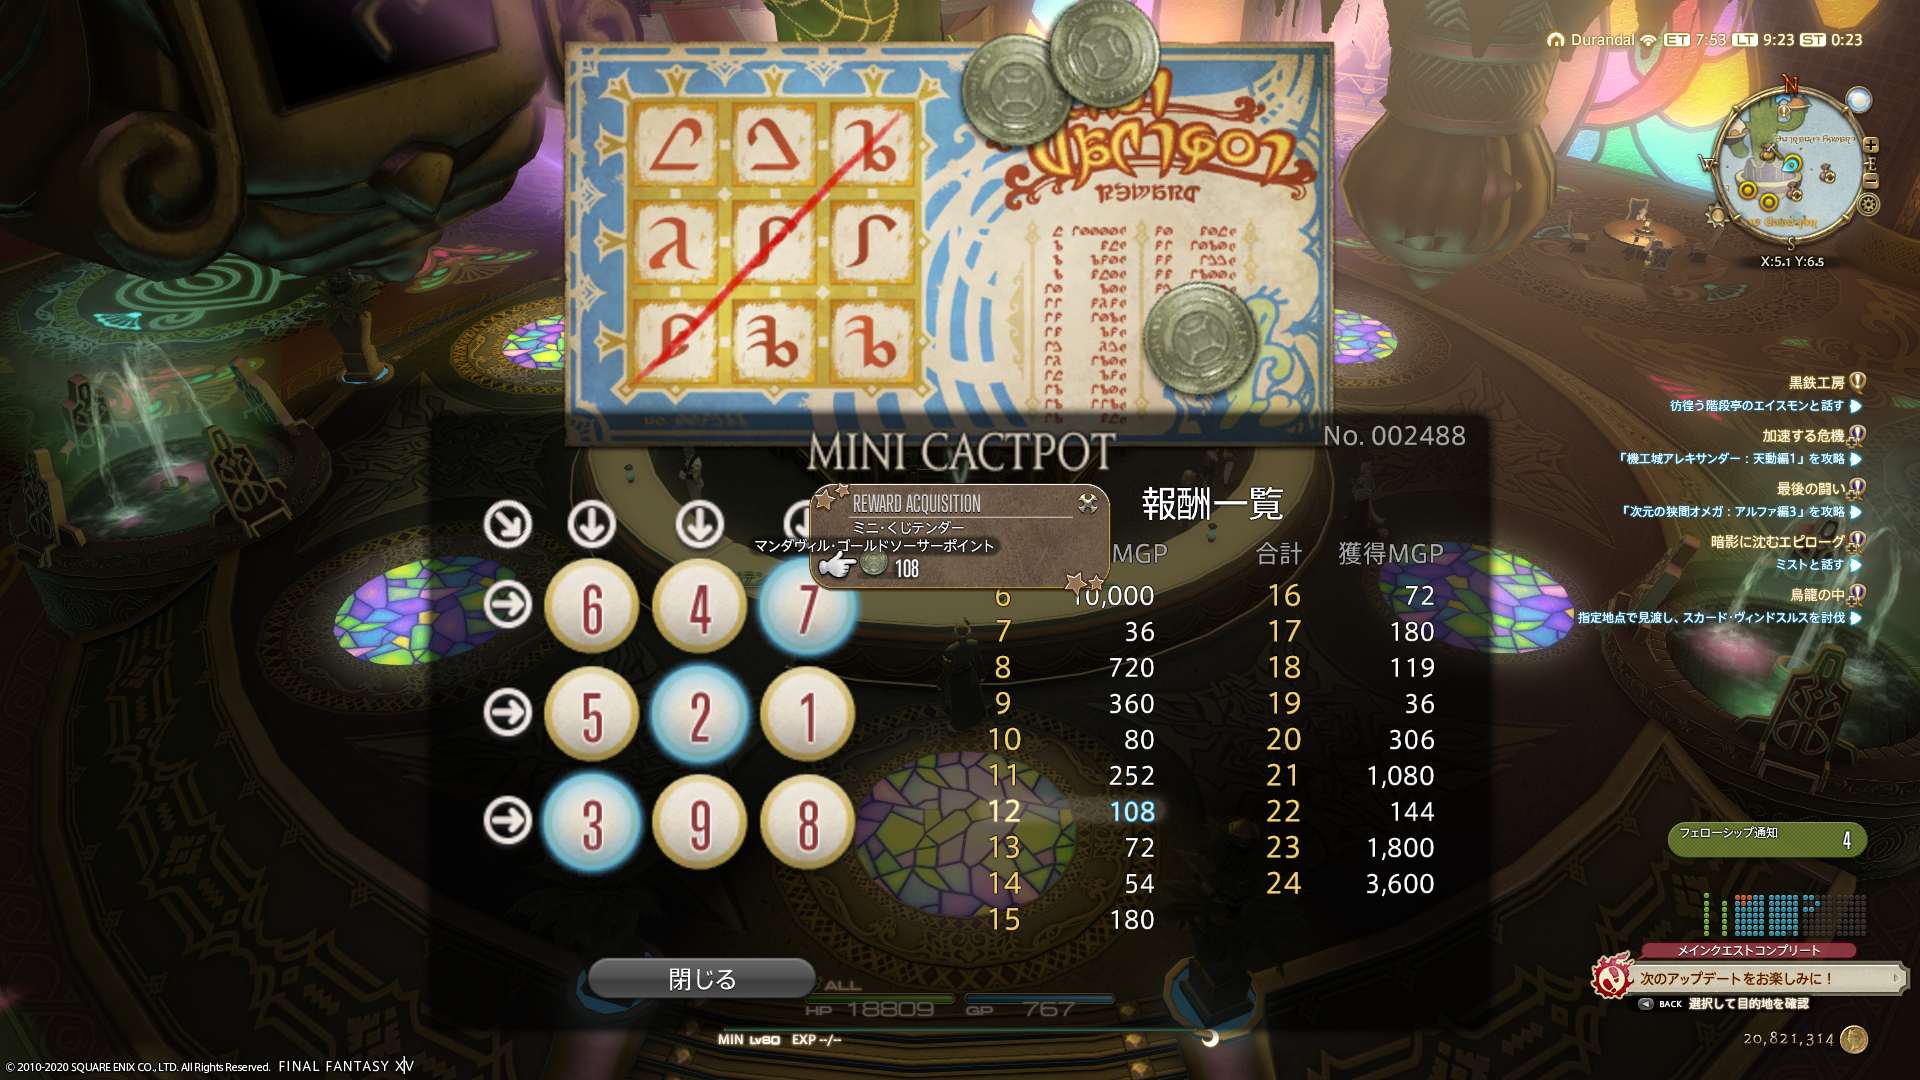 Durandal ET 7:53 LT 9:23 ST 0:23
N
W
E
S
X:5.1 Y:6.5
No. 002488
MINI CACTPOT
REWARD ACQUISITION
ミニ・くじテンダー
マンダヴィル・ゴールドソーサーポイント
108
報酬一覧
MGP 合計 獲得MGP
6 4 7
5 2 1
3 9 8
6 10,000 16 72
7 36 17 180
8 720 18 119
9 360 19 36
10 80 20 306
11 252 21 1,080
12 108 22 144
13 72 23 1,800
14 54 24 3,600
15 180
閉じる
ALL
HP 18809 GP 767
MIN Lv80 EXP --/--
黒鉄工房
彷徨う階段亭のエイスモンと話す
加速する危機
「機工城アレキサンダー：天動編1」を攻略
最後の闘い
「次元の狭間オメガ：アルファ編3」を攻略
暗影に沈むエピローグ
ミストと話す
鳥籠の中
指定地点で見渡し、スカード・ヴィンドスルスを討伐
フェローシップ通知 4
メインクエストコンプリート
次のアップデートをお楽しみに！
BACK 選択して目的地を確認
20,821,314
© 2010-2020 SQUARE ENIX CO., LTD. All Rights Reserved. FINAL FANTASY XIV